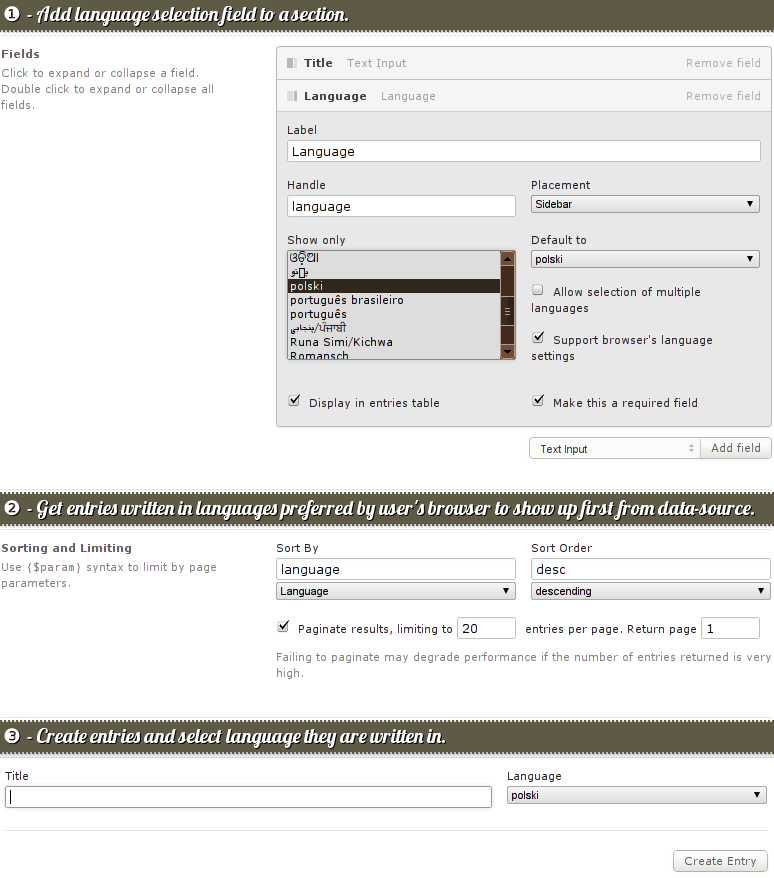 ❶ - Add language selection field to a section.
Fields
Click to expand or collapse a field.
Double click to expand or collapse all
fields.
Title Text Input Remove field
Language Language Remove field
Label
Language
Handle Placement
language Sidebar
Show only Default to
ଓଡ଼ିଆ polski
polski
português brasileiro
português
پنجابی/ਪੰਜਾਬੀ
Runa Simi/Kichwa
Romansch
Allow selection of multiple
languages
Support browser's language
settings
Display in entries table Make this a required field
Text Input Add field
❷ - Get entries written in languages preferred by user's browser to show up first from data-source.
Sorting and Limiting
Use {$param} syntax to limit by page
parameters.
Sort By Sort Order
language desc
Language descending
Paginate results, limiting to 20 entries per page. Return page 1
Failing to paginate may degrade performance if the number of entries returned is very
high.
❸ - Create entries and select language they are written in.
Title Language
polski
Create Entry